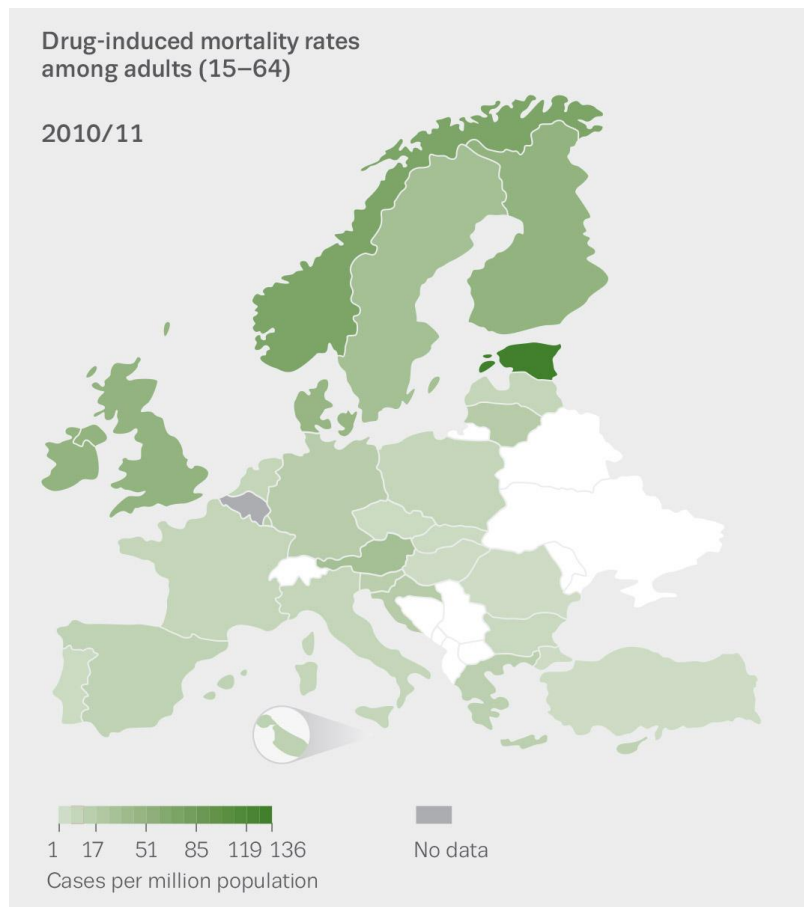 Drug-induced mortality rates
among adults (15–64)
2010/11
1 17 51 85 119 136
Cases per million population
No data